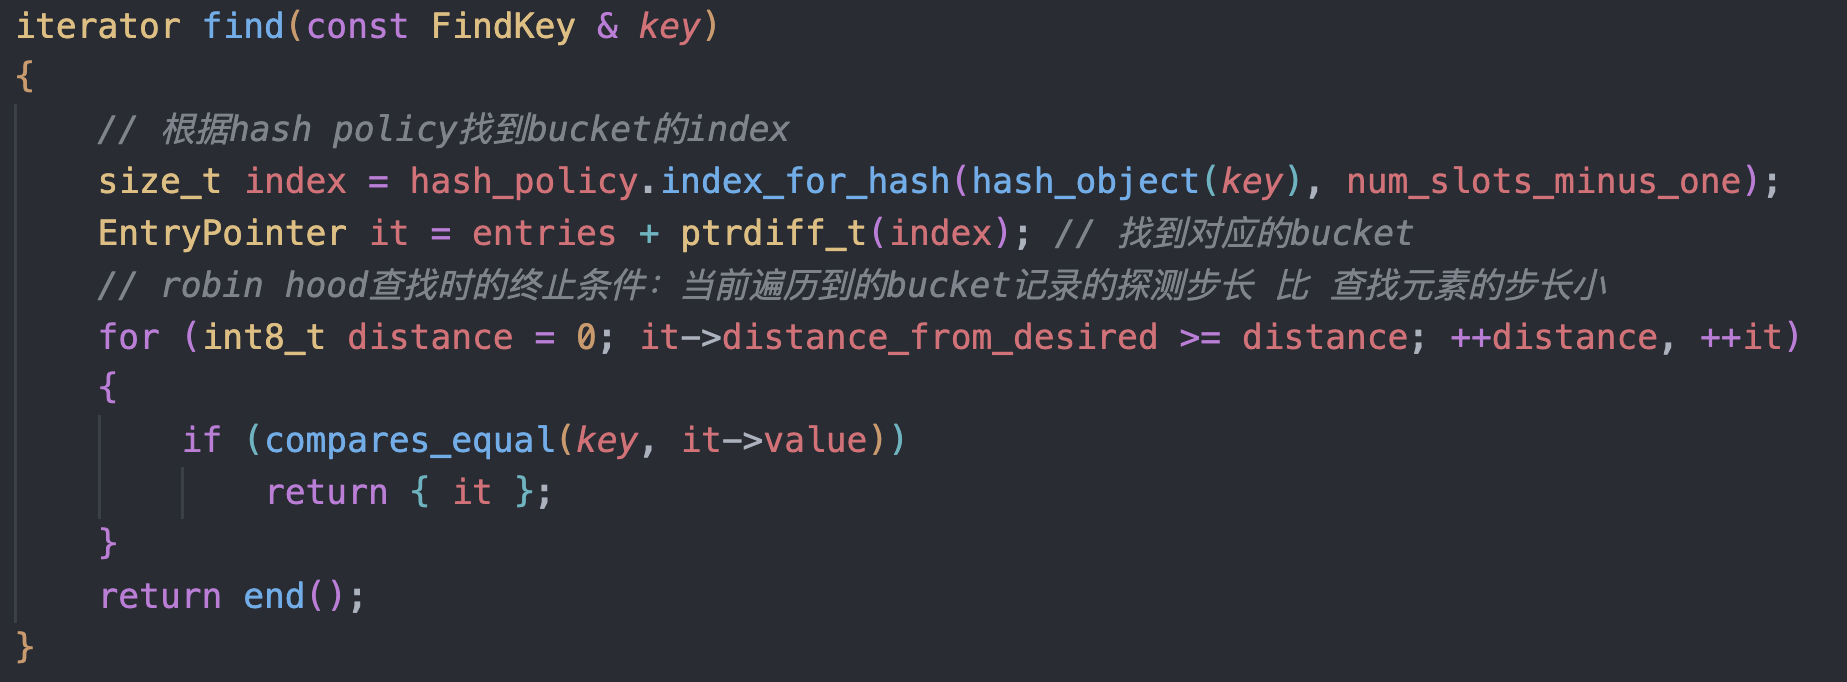 iterator find(const FindKey & key)
{
    // 根据hash policy找到bucket的index
    size_t index = hash_policy.index_for_hash(hash_object(key), num_slots_minus_one);
    EntryPointer it = entries + ptrdiff_t(index); // 找到对应的bucket
    // robin hood查找时的终止条件：当前遍历到的bucket记录的探测步长 比 查找元素的步长小
    for (int8_t distance = 0; it->distance_from_desired >= distance; ++distance, ++it)
    {
        if (compares_equal(key, it->value))
            return { it };
    }
    return end();
}